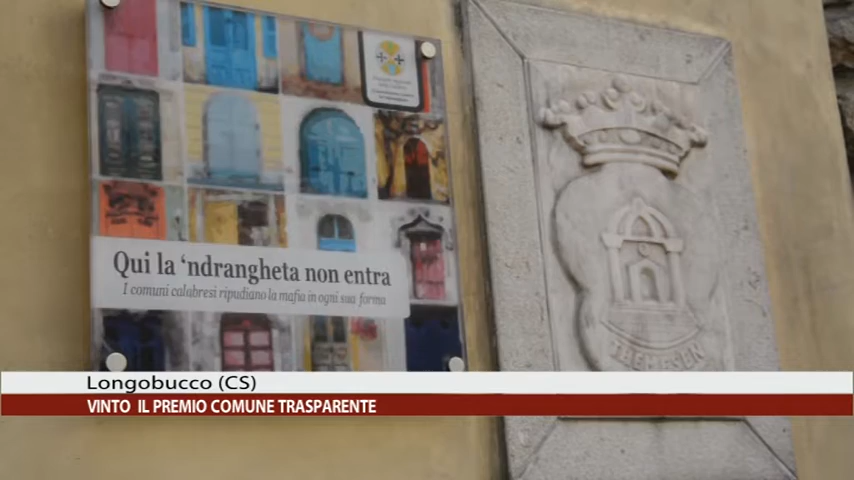 Qui la ‘ndrangheta non entra
I comuni calabresi ripudiano la mafia in ogni sua forma
TEMESEN
Longobucco (CS)
VINTO IL PREMIO COMUNE TRASPARENTE